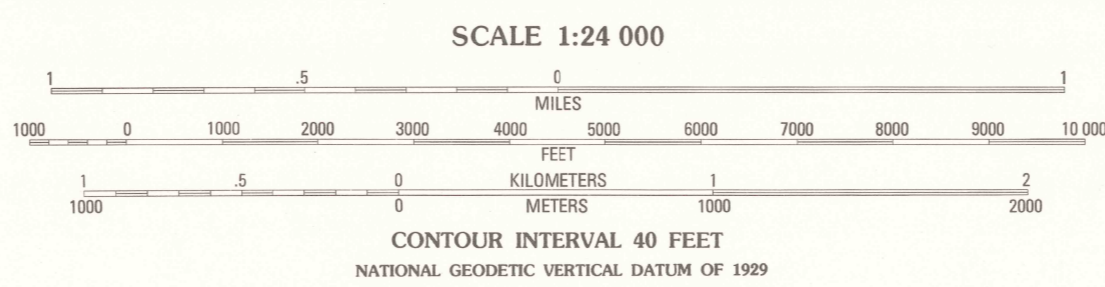 SCALE 1:24 000
1 .5 0 1
MILES
1000 0 1000 2000 3000 4000 5000 6000 7000 8000 9000 10 000
FEET
1 .5 0 KILOMETERS 1 2
1000 0 METERS 1000 2000
CONTOUR INTERVAL 40 FEET
NATIONAL GEODETIC VERTICAL DATUM OF 1929